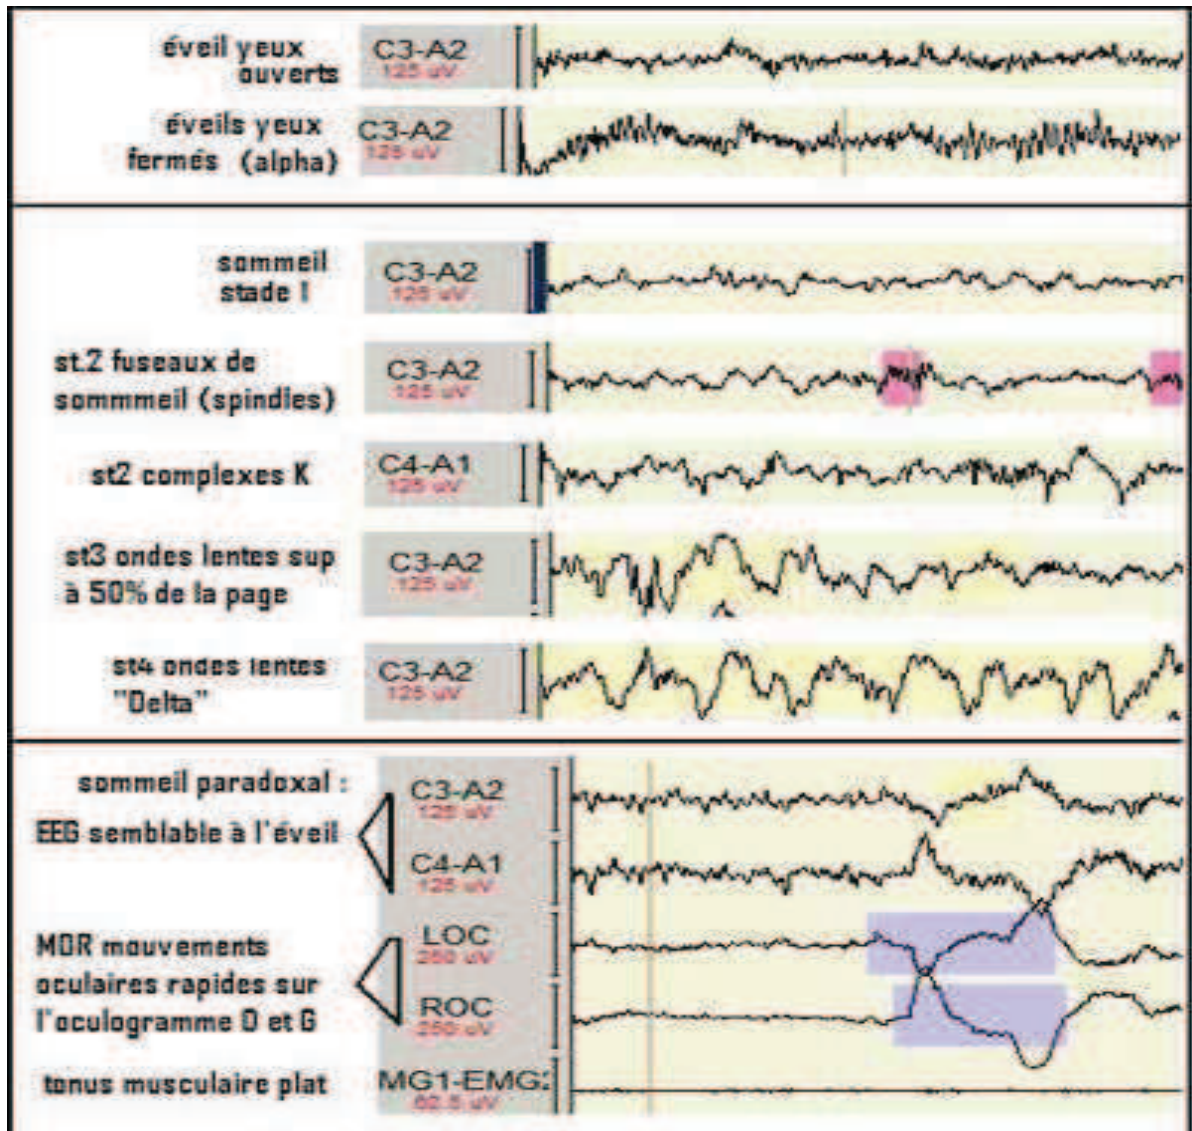 éveil yeux
ouverts
C3-A2
125 uV
éveils yeux
fermés (alpha)
C3-A2
125 uV
sommeil
stade I
C3-A2
125 uV
st.2 fuseaux de
sommmeil (spindles)
C3-A2
125 uV
st2 complexes K
C4-A1
125 uV
st3 ondes lentes sup
à 50% de la page
C3-A2
125 uV
st4 ondes lentes
"Delta"
C3-A2
125 uV
sommeil paradoxal :
EEG semblable à l'éveil
C3-A2
125 uV
C4-A1
125 uV
MOR mouvements
oculaires rapides sur
l'oculogramme D et G
LOC
250 uV
ROC
250 uV
tonus musculaire plat
MG1-EMG2
62.5 uV